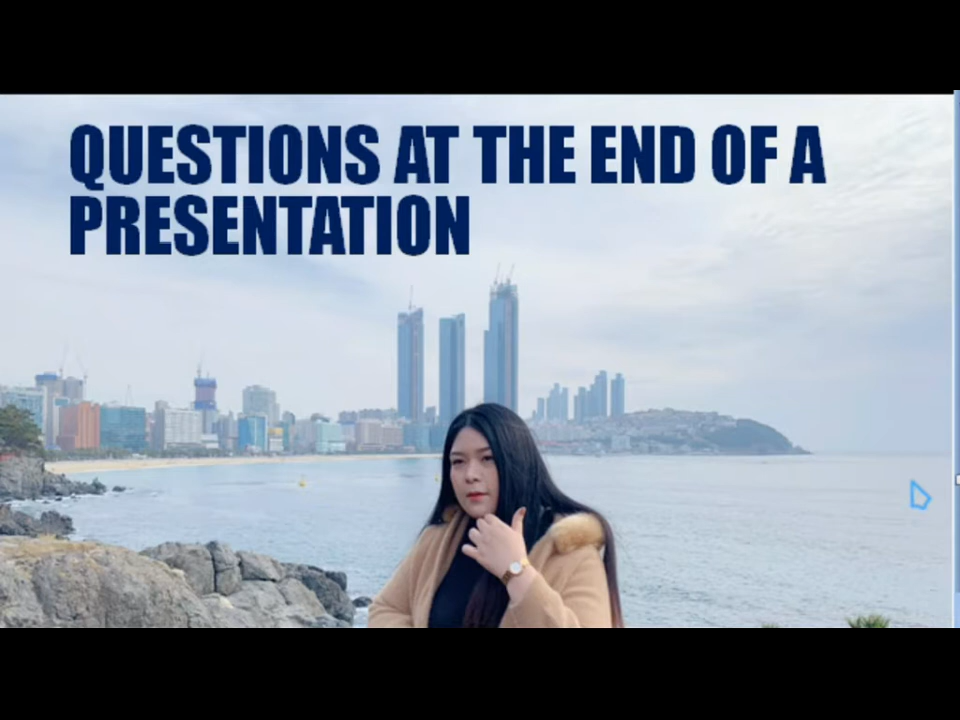 QUESTIONS AT THE END OF A
PRESENTATION